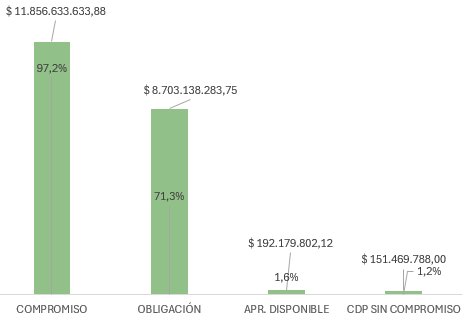 $ 11.856.633.633,88
97,2%
$ 8.703.138.283,75
71,3%
$ 192.179.802,12
1,6%
$ 151.469.788,00
1,2%
COMPROMISO
OBLIGACIÓN
APR. DISPONIBLE
CDP SIN COMPROMISO